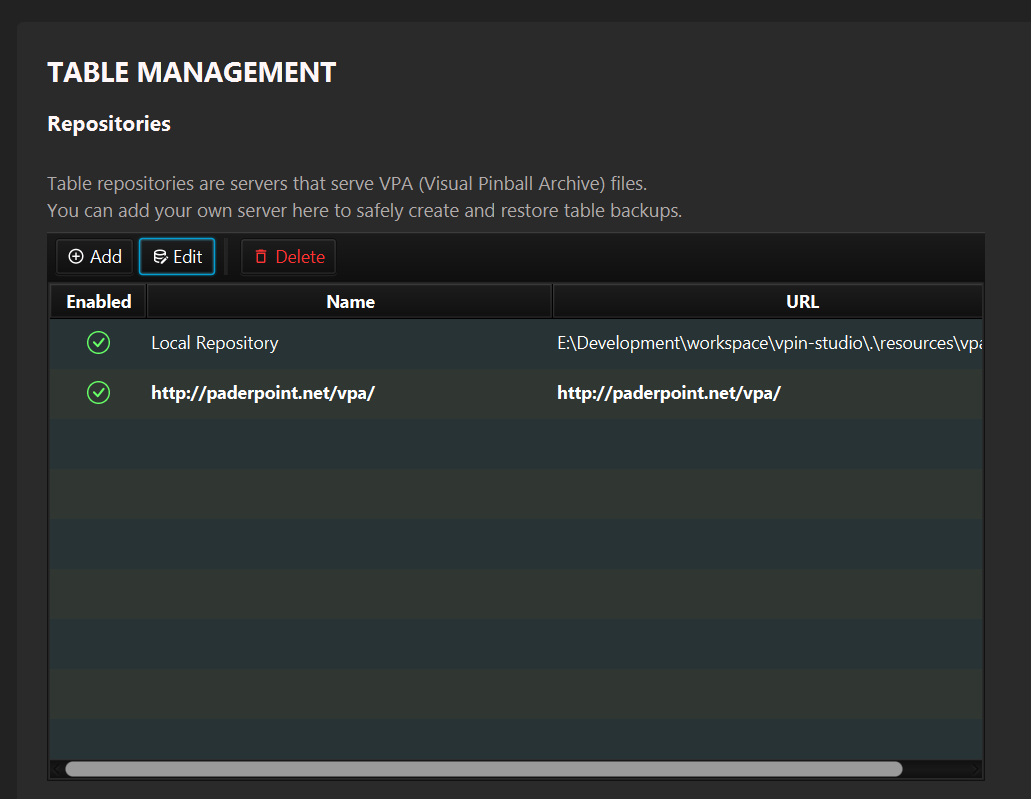 TABLE MANAGEMENT
Repositories
Table repositories are servers that serve VPA (Visual Pinball Archive) files.
You can add your own server here to safely create and restore table backups.
Add Edit Delete
Enabled Name URL
Local Repository E:\Development\workspace\vpin-studio\.\resources\vpa
http://paderpoint.net/vpa/ http://paderpoint.net/vpa/